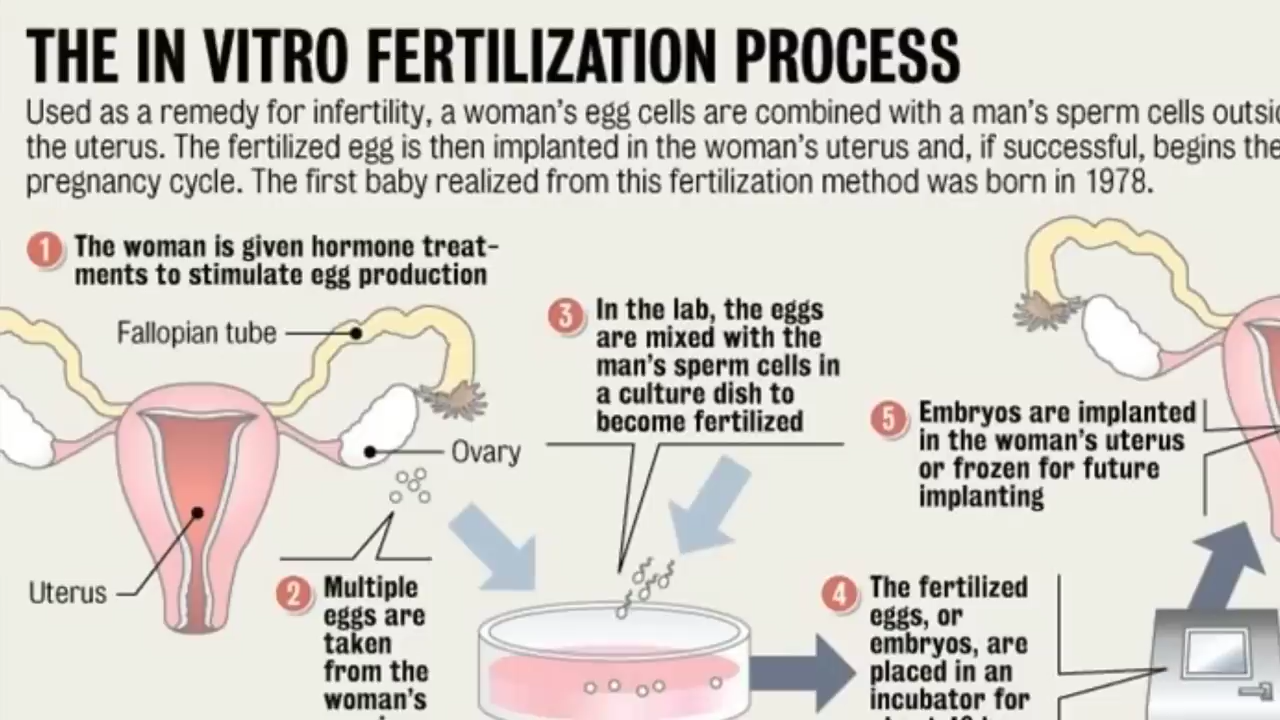 THE IN VITRO FERTILIZATION PROCESS
Used as a remedy for infertility, a woman's egg cells are combined with a man's sperm cells
the uterus. The fertilized egg is then implanted in the woman's uterus and, if successful, begins the
pregnancy cycle. The first baby realized from this fertilization method was born in 1978.
1 The woman is given hormone treat-
ments to stimulate egg production
Fallopian tube
Ovary
Uterus
2 Multiple
eggs are
taken
from the
woman's
3 In the lab, the eggs
are mixed with the
man's sperm cells in
a culture dish to
become fertilized
4 The fertilized
eggs, or
embryos, are
placed in an
incubator for
5 Embryos are implanted
in the woman's uterus
or frozen for future
implanting